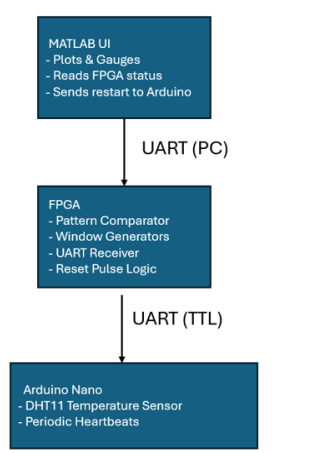 MATLAB UI
- Plots & Gauges
- Reads FPGA status
- Sends restart to Arduino
UART (PC)
FPGA
- Pattern Comparator
- Window Generators
- UART Receiver
- Reset Pulse Logic
UART (TTL)
Arduino Nano
- DHT11 Temperature Sensor
- Periodic Heartbeats